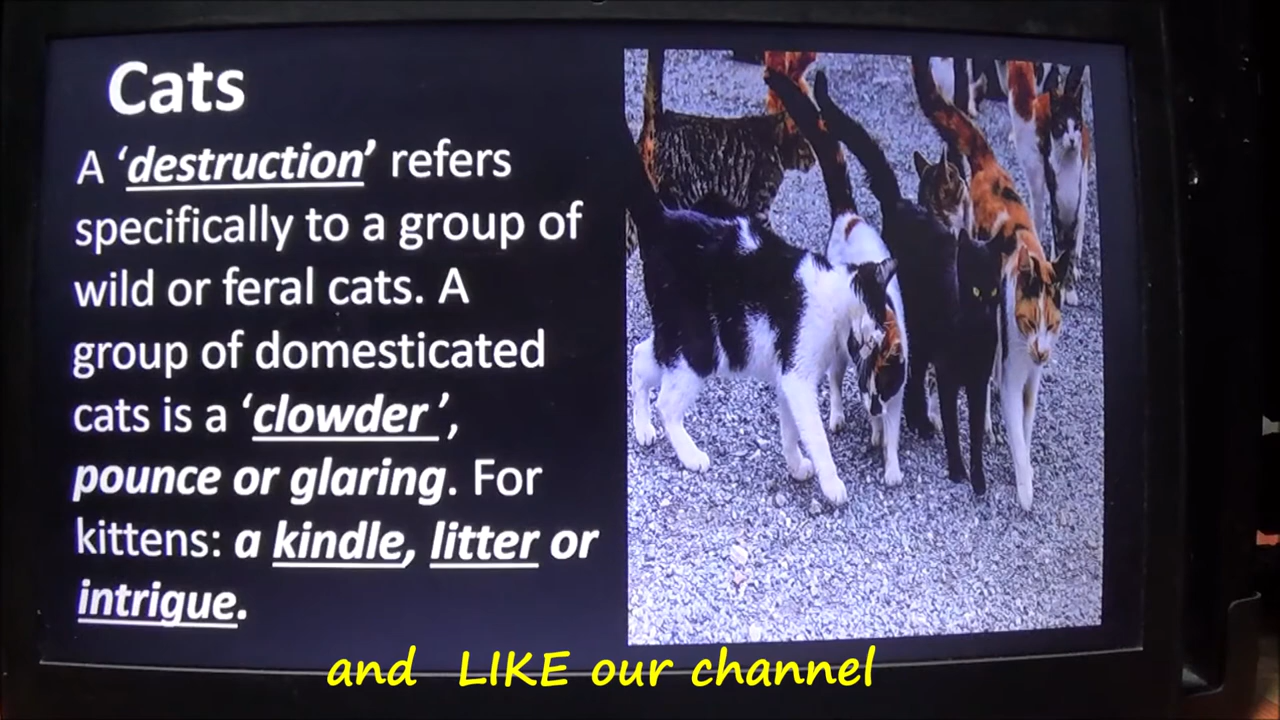 Cats
A ‘destruction’ refers
specifically to a group of
wild or feral cats. A
group of domesticated
cats is a ‘clowder ’,
pounce or glaring. For
kittens: a kindle, litter or
intrigue.
and LIKE our channel